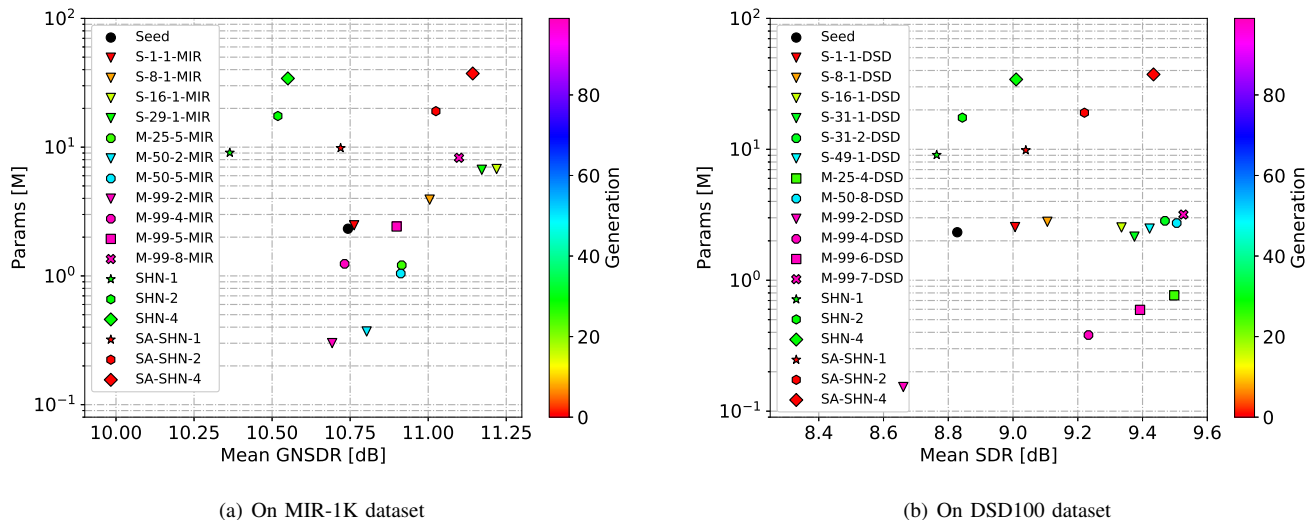 10²
10¹
10⁰
10⁻¹
Params [M]
Seed
S-1-1-MIR
S-8-1-MIR
S-16-1-MIR
S-29-1-MIR
M-25-5-MIR
M-50-2-MIR
M-50-5-MIR
M-99-2-MIR
M-99-4-MIR
M-99-5-MIR
M-99-8-MIR
SHN-1
SHN-2
SHN-4
SA-SHN-1
SA-SHN-2
SA-SHN-4
10.00 10.25 10.50 10.75 11.00 11.25
Mean GNSDR [dB]
80
60
40
20
0
Generation
(a) On MIR-1K dataset
10²
10¹
10⁰
10⁻¹
Params [M]
Seed
S-1-1-DSD
S-8-1-DSD
S-16-1-DSD
S-31-1-DSD
S-31-2-DSD
S-49-1-DSD
M-25-4-DSD
M-50-8-DSD
M-99-2-DSD
M-99-4-DSD
M-99-6-DSD
M-99-7-DSD
SHN-1
SHN-2
SHN-4
SA-SHN-1
SA-SHN-2
SA-SHN-4
8.4 8.6 8.8 9.0 9.2 9.4 9.6
Mean SDR [dB]
80
60
40
20
0
Generation
(b) On DSD100 dataset